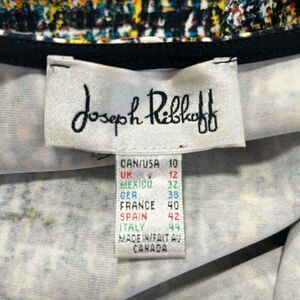 Joseph Ribkoff
CAN/USA 10
UK 12
MEXICO 32
GER 38
FRANCE 40
SPAIN 42
ITALY 44
MADE IN/FAIT AU
CANADA